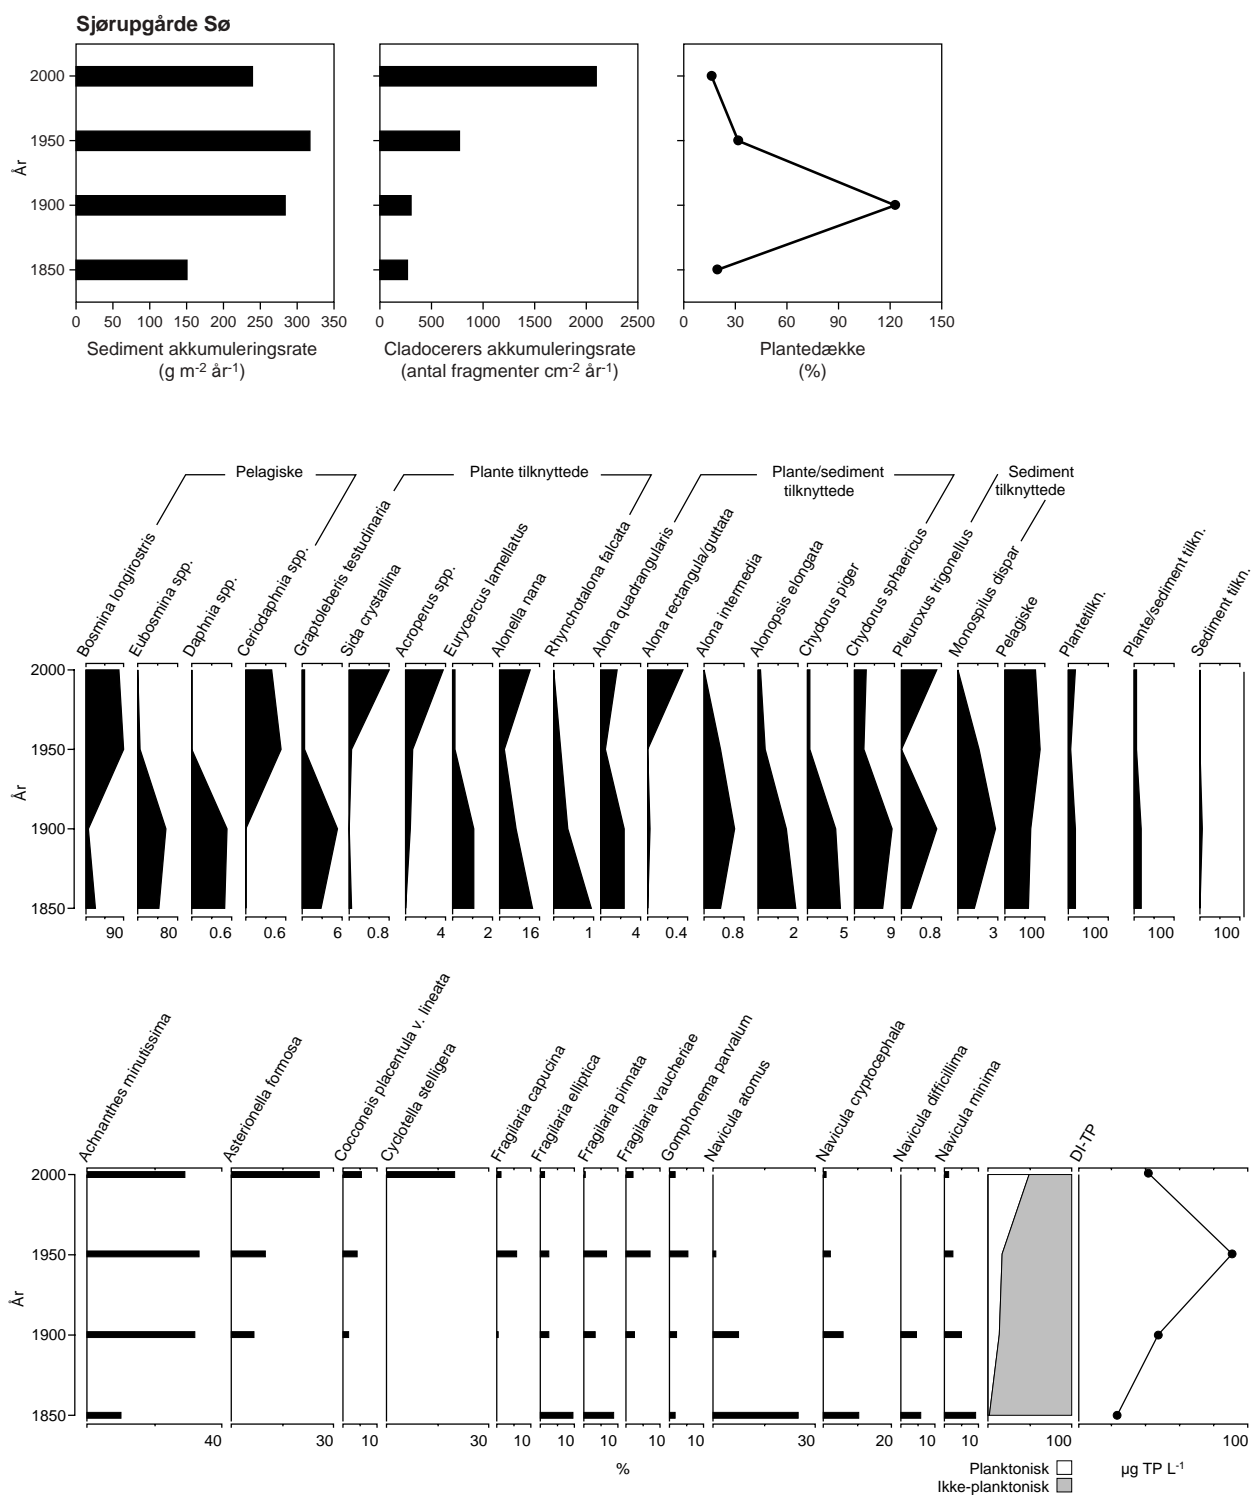 Sjørupgårde Sø
År
2000
1950
1900
1850
0 50 100 150 200 250 300 350
Sediment akkumuleringsrate
(g m-2 år-1)
0 500 1000 1500 2000 2500
Cladocerers akkumuleringsrate
(antal fragmenter cm-2 år-1)
0 30 60 90 120 150
Plantedække
(%)
Pelagiske
Plante tilknyttede
Plante/sediment
tilknyttede
Sediment
tilknyttede
Bosmina longirostris
Eubosmina spp.
Daphnia spp.
Ceriodaphnia spp.
Graptoleberis testudinaria
Sida crystallina
Acroperus spp.
Eurycercus lamellatus
Alonella nana
Rhynchotalona falcata
Alona quadrangularis
Alona rectangula/guttata
Alona intermedia
Alonopsis elongata
Chydorus piger
Chydorus sphaericus
Pleuroxus trigonellus
Monospilus dispar
Pelagiske
Plantetilkn.
Plante/sediment tilkn.
Sediment tilkn.
År
2000
1950
1900
1850
90 80 0.6 0.6 6 0.8 4 2 16 1 4 0.4 0.8 2 5 9 0.8 3 100 100 100 100
Achnanthes minutissima
Asterionella formosa
Cocconeis placentula v. lineata
Cyclotella stelligera
Fragilaria capucina
Fragilaria elliptica
Fragilaria pinnata
Fragilaria vaucheriae
Gomphonema parvalum
Navicula atomus
Navicula cryptocephala
Navicula difficillima
Navicula minima
DI-TP
År
2000
1950
1900
1850
40 30 10 30 10 10 10 10 10 30 20 10 10 100 100
%
µg TP L-1
Planktonisk
Ikke-planktonisk